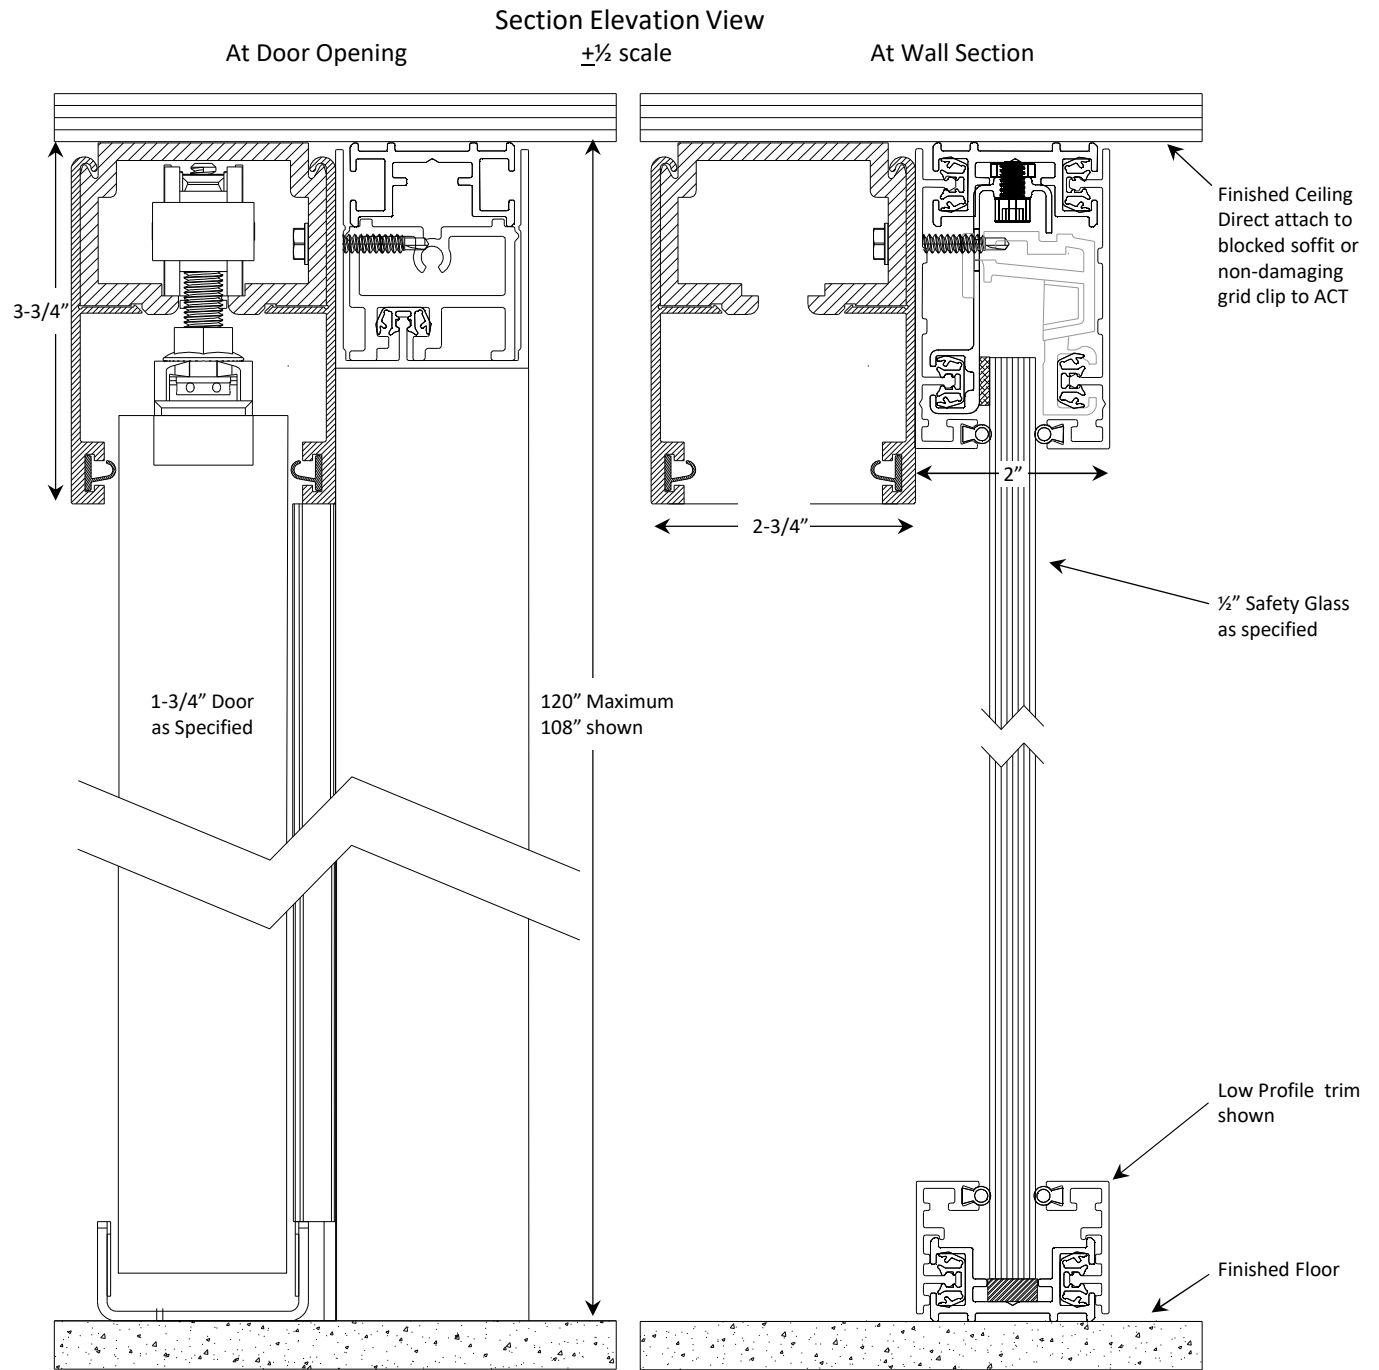 Section Elevation View
At Door Opening
+½ scale
At Wall Section
Finished Ceiling
Direct attach to
blocked soffit or
non-damaging
grid clip to ACT
3-3/4”
2”
2-3/4”
½” Safety Glass
as specified
1-3/4” Door
as Specified
120” Maximum
108” shown
Low Profile trim
shown
Finished Floor